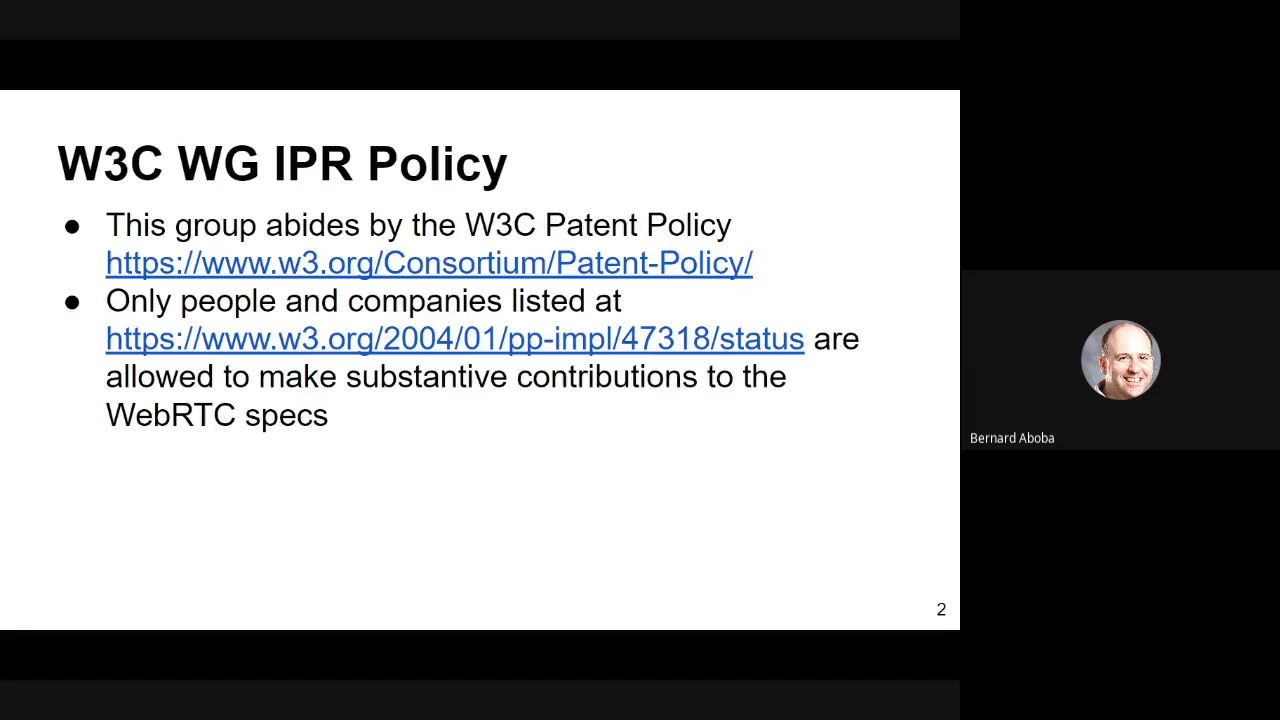 W3C WG IPR Policy
● This group abides by the W3C Patent Policy
https://www.w3.org/Consortium/Patent-Policy/
● Only people and companies listed at
https://www.w3.org/2004/01/pp-impl/47318/status are
allowed to make substantive contributions to the
WebRTC specs
2
Bernard Aboba